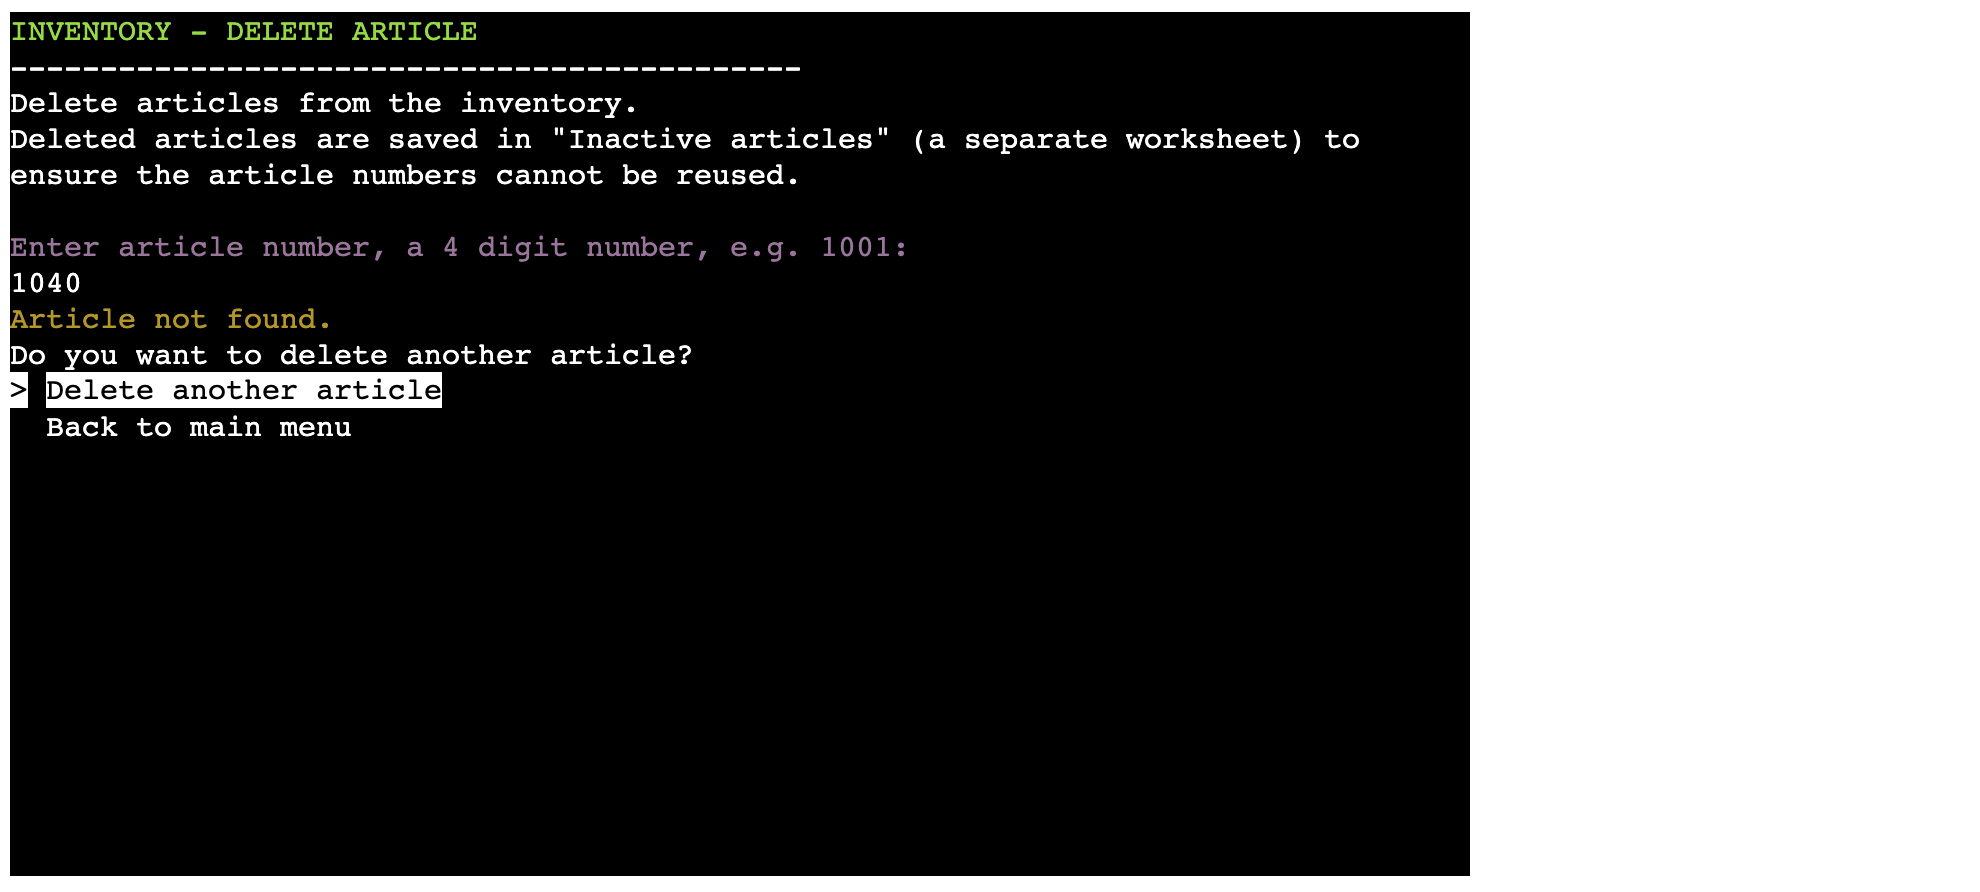 INVENTORY - DELETE ARTICLE
--------------------------------------------
Delete articles from the inventory.
Deleted articles are saved in "Inactive articles" (a separate worksheet) to
ensure the article numbers cannot be reused.
Enter article number, a 4 digit number, e.g. 1001:
1040
Article not found.
Do you want to delete another article?
> Delete another article
Back to main menu